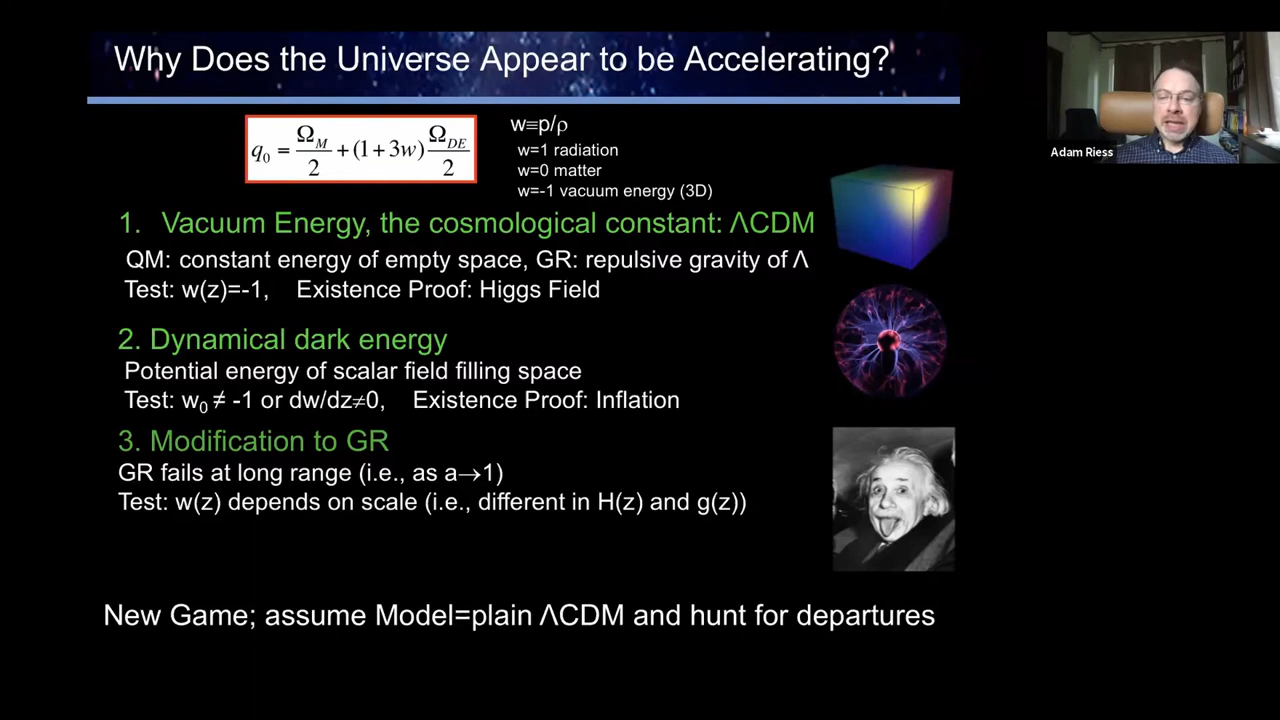 Why Does the Universe Appear to be Accelerating?
q₀ = Ω_M/2 + (1+3w) Ω_DE/2
w≡p/ρ
w=1 radiation
w=0 matter
w=-1 vacuum energy (3D)
1. Vacuum Energy, the cosmological constant: ΛCDM
QM: constant energy of empty space, GR: repulsive gravity of Λ
Test: w(z)=-1, Existence Proof: Higgs Field
2. Dynamical dark energy
Potential energy of scalar field filling space
Test: w₀ ≠ -1 or dw/dz≠0, Existence Proof: Inflation
3. Modification to GR
GR fails at long range (i.e., as a→1)
Test: w(z) depends on scale (i.e., different in H(z) and g(z))
New Game; assume Model=plain ΛCDM and hunt for departures
Adam Riess